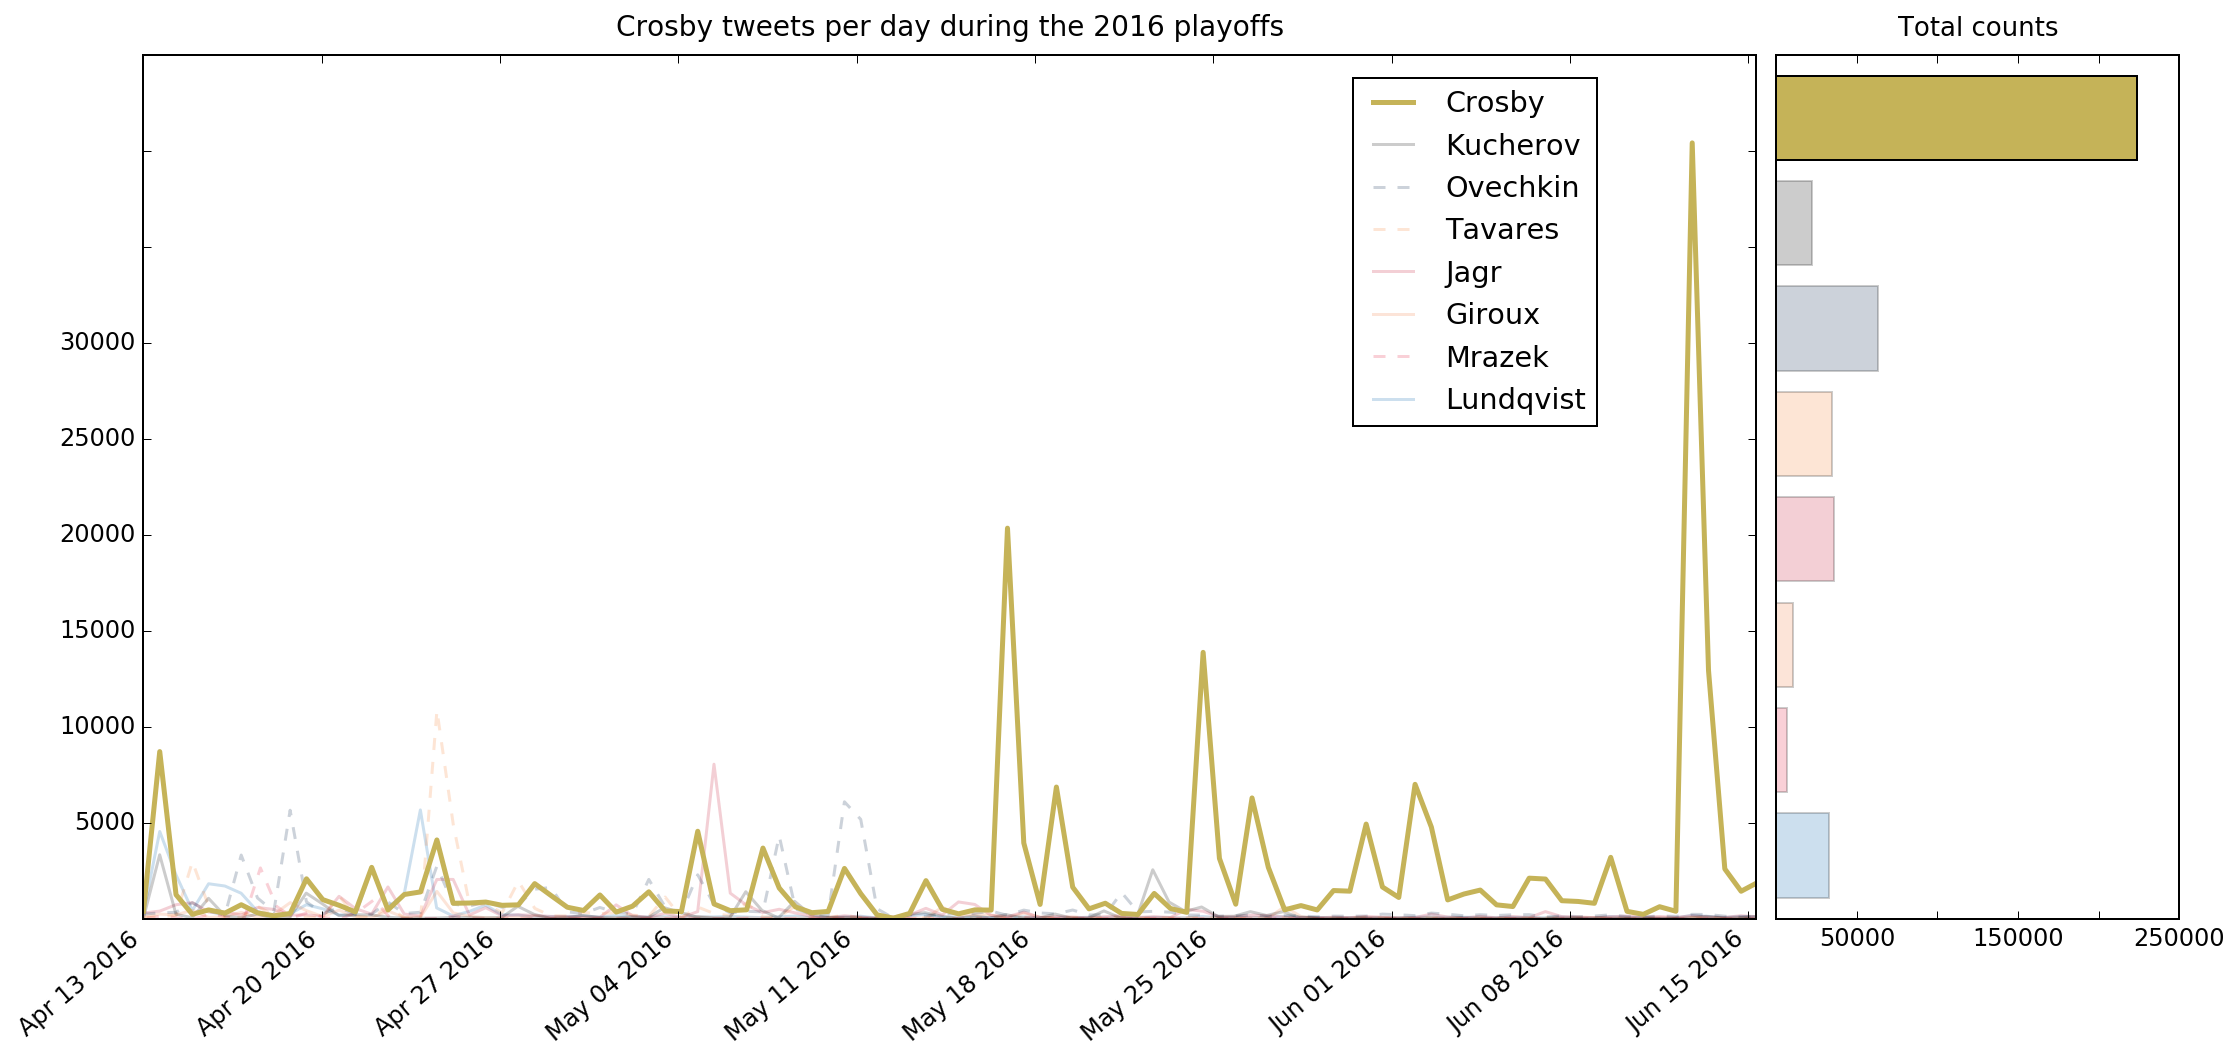 Crosby tweets per day during the 2016 playoffs
Total counts
Crosby
Kucherov
Ovechkin
Tavares
Jagr
Giroux
Mrazek
Lundqvist
30000
25000
20000
15000
10000
5000
Apr 13 2016
Apr 20 2016
Apr 27 2016
May 04 2016
May 11 2016
May 18 2016
May 25 2016
Jun 01 2016
Jun 08 2016
Jun 15 2016
50000
150000
250000